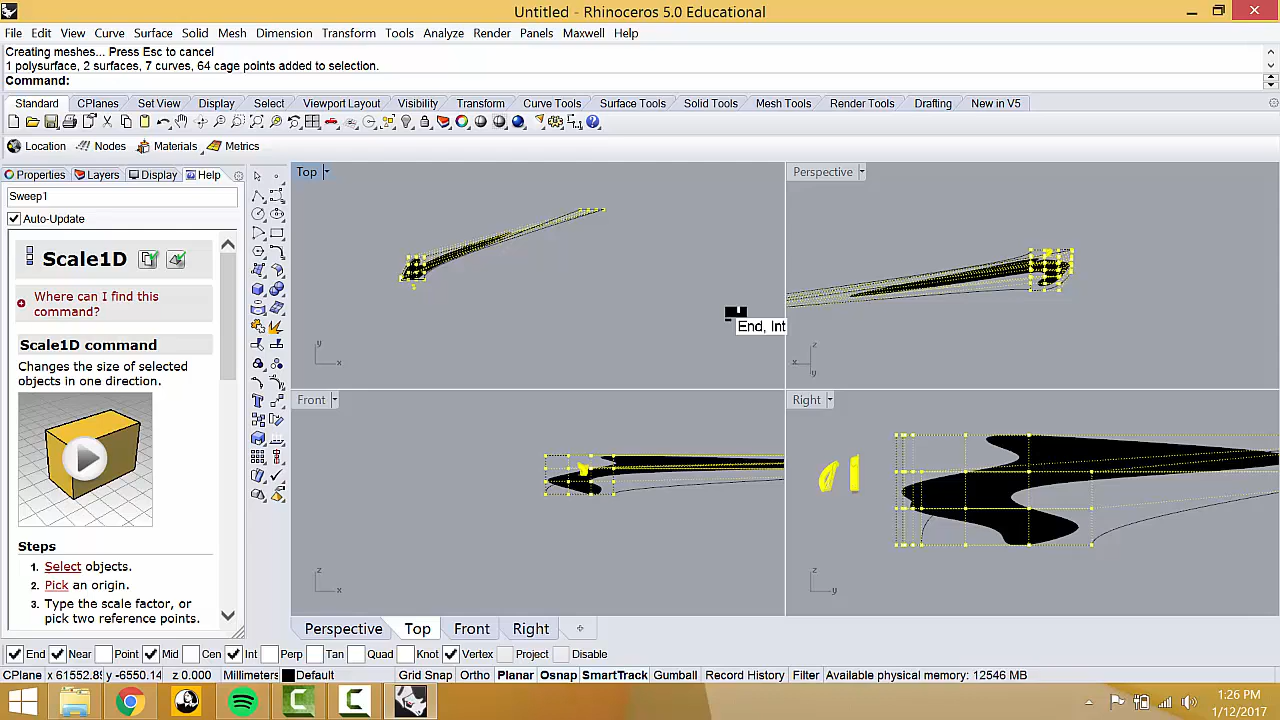 Untitled - Rhinoceros 5.0 Educational
File Edit View Curve Surface Solid Mesh Dimension Transform Tools Analyze Render Panels Maxwell Help
Creating meshes... Press Esc to cancel
1 polysurface, 2 surfaces, 7 curves, 64 cage points added to selection.
Command:
Standard CPlanes Set View Display Select Viewport Layout Visibility Transform Curve Tools Surface Tools Solid Tools Mesh Tools Render Tools Drafting New in V5
Location Nodes Materials Metrics
Properties Layers Display Help
Sweep1
Auto-Update
Scale1D
Where can I find this
command?
Scale1D command
Changes the size of selected
objects in one direction.
Steps
1. Select objects.
2. Pick an origin.
3. Type the scale factor, or
pick two reference points.
Top
y
x
End, Int
Perspective
z
x
y
Front
z
x
Right
z
y
Perspective Top Front Right
End Near Point Mid Cen Int Perp Tan Quad Knot Vertex Project Disable
CPlane x 61552.89 y -6550.14 z 0.000 Millimeters Default Grid Snap Ortho Planar Osnap SmartTrack Gumball Record History Filter Available physical memory: 12546 MB
1:26 PM
1/12/2017